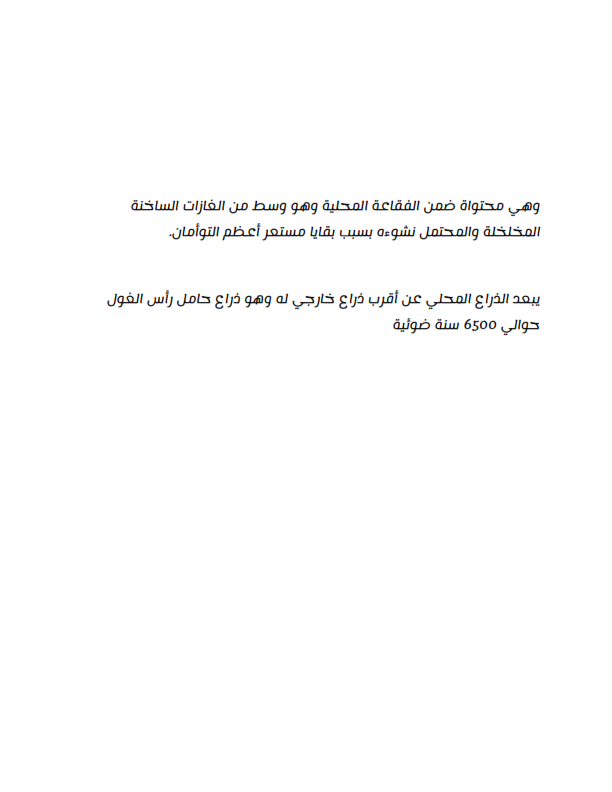 وهي محتواة ضمن الفقاعة المحلية وهو وسط من الغازات الساخنة
المخلخلة والمحتمل نشوءه بسبب بقايا مستعر أعظم التوأمان.
يبعد الذراع المحلي عن أقرب ذراع خارجي له وهو ذراع حامل رأس الغول
حوالي 6500 سنة ضوئية